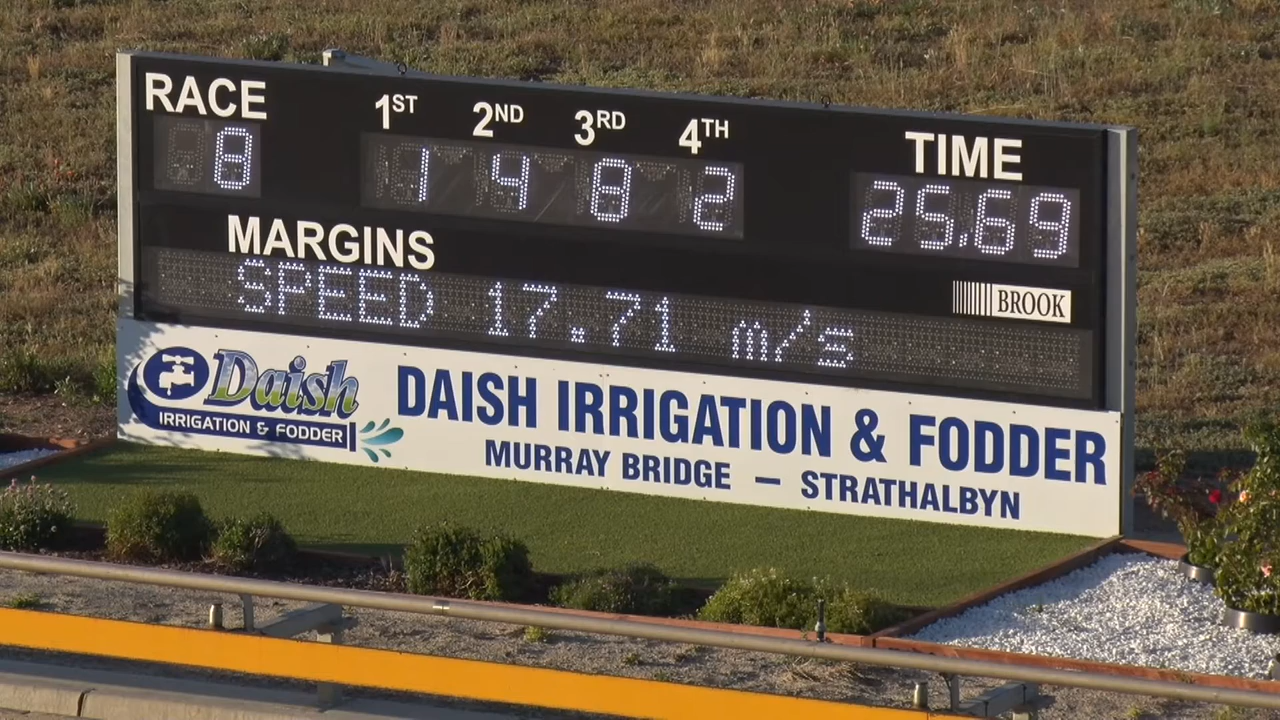 RACE 1ST 2ND 3RD 4TH TIME
8 1 4 8 2 25.69
MARGINS
SPEED 17.71 m/s
BROOK
Daish
IRRIGATION & FODDER
DAISH IRRIGATION & FODDER
MURRAY BRIDGE — STRATHALBYN